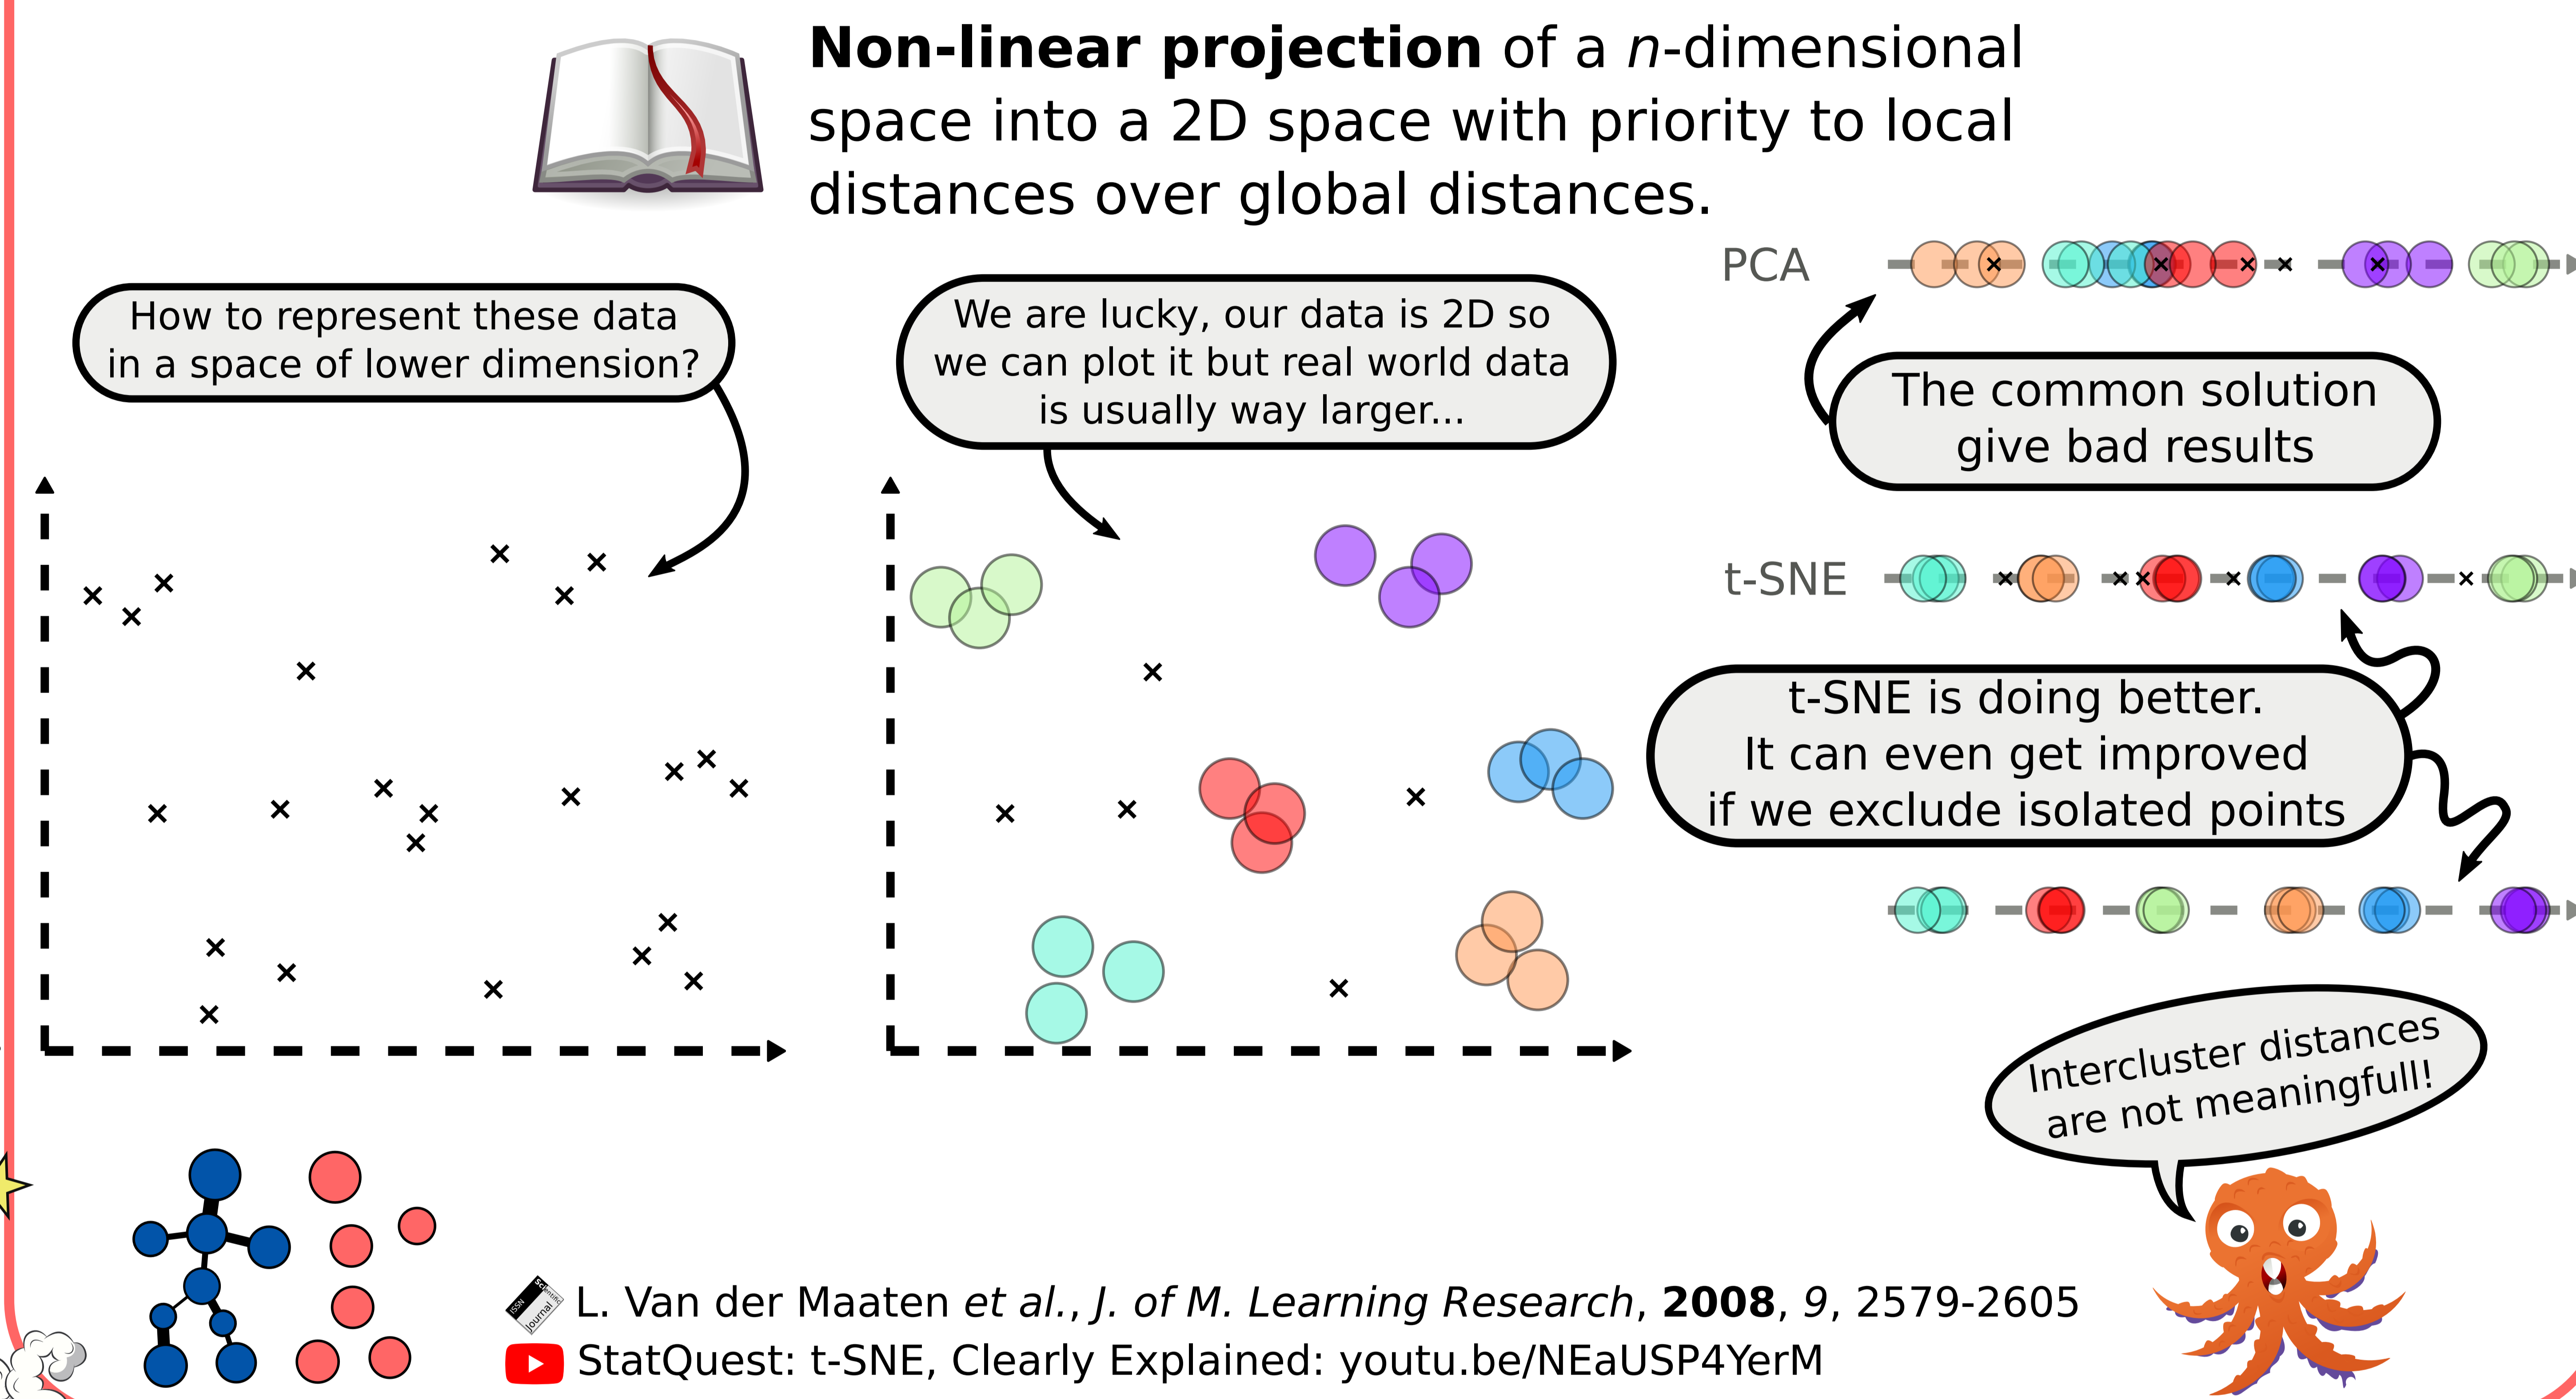 Non-linear projection of a n-dimensional
space into a 2D space with priority to local
distances over global distances.
How to represent these data
in a space of lower dimension?
We are lucky, our data is 2D so
we can plot it but real world data
is usually way larger...
PCA
The common solution
give bad results
t-SNE
t-SNE is doing better.
It can even get improved
if we exclude isolated points
Intercluster distances
are not meaningfull!
ISSN
Scientific
Journal
L. Van der Maaten et al., J. of M. Learning Research, 2008, 9, 2579-2605
StatQuest: t-SNE, Clearly Explained: youtu.be/NEaUSP4YerM